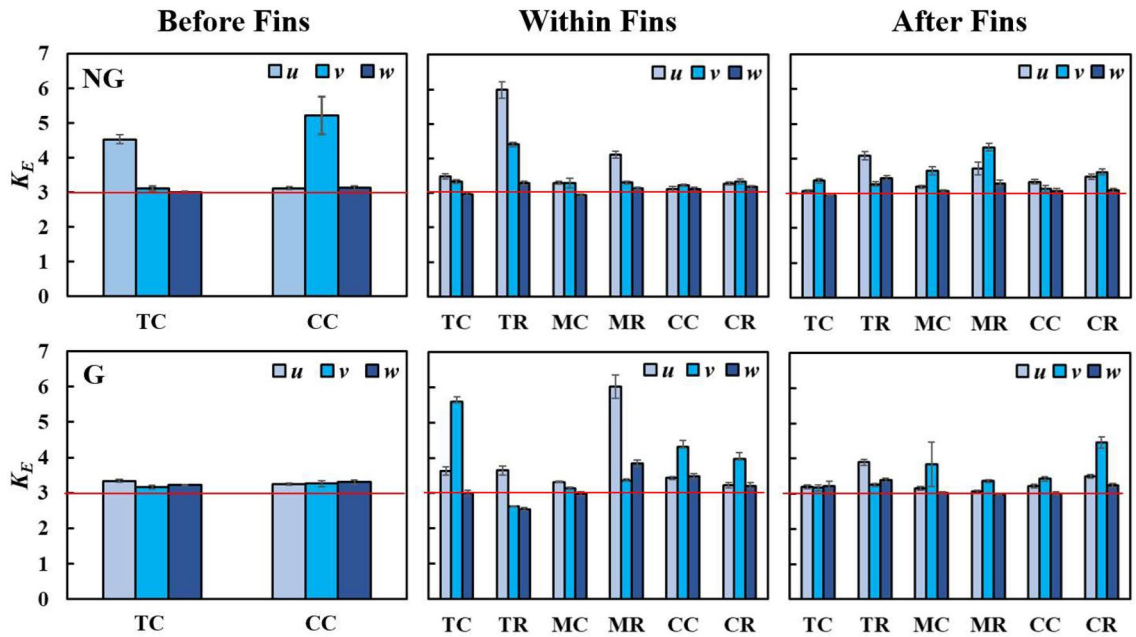 Before Fins
Within Fins
After Fins
7
6
5
4
3
2
1
0
K_E
NG
u v w
u v w
u v w
TC CC
TC TR MC MR CC CR
TC TR MC MR CC CR
7
6
5
4
3
2
1
0
K_E
G
u v w
u v w
u v w
TC CC
TC TR MC MR CC CR
TC TR MC MR CC CR